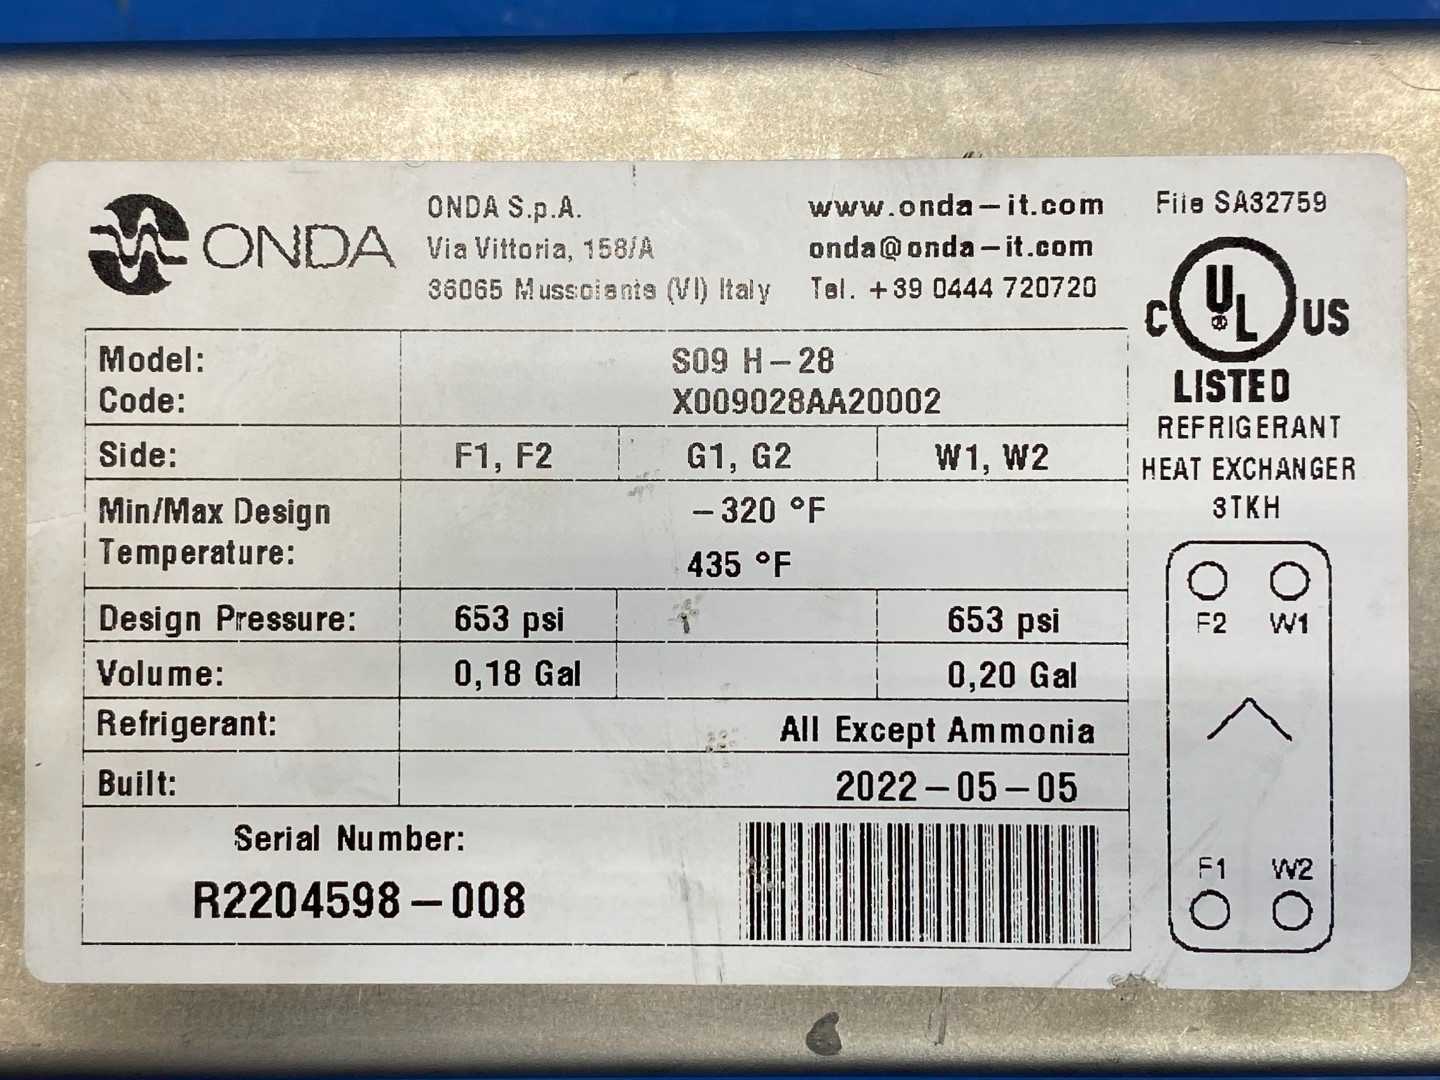 ONDA
ONDA S.p.A.
Via Vittoria, 158/A
36065 Mussolente (VI) Italy
www.onda-it.com
onda@onda-it.com
Tel. +39 0444 720720
File SA32759
C UL US
LISTED
REFRIGERANT
HEAT EXCHANGER
3TKH
Model: S09 H-28
Code: X009028AA20002
Side: F1, F2 G1, G2 W1, W2
Min/Max Design -320 °F
Temperature: 435 °F
Design Pressure: 653 psi 653 psi
Volume: 0,18 Gal 0,20 Gal
Refrigerant: All Except Ammonia
Built: 2022-05-05
Serial Number:
R2204598-008
F2 W1
F1 W2